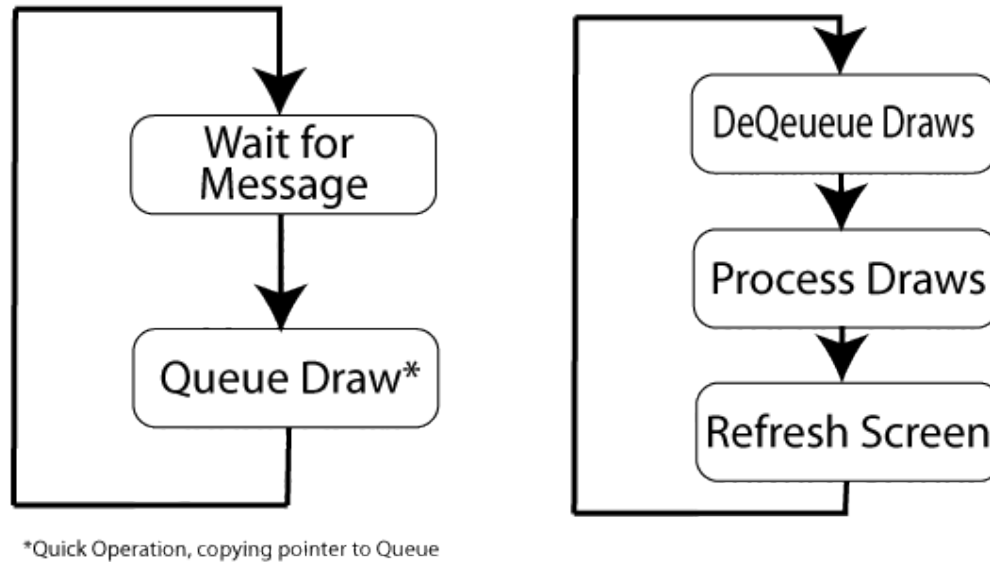 Wait for
Message
Queue Draw*
*Quick Operation, copying pointer to Queue
DeQeueue Draws
Process Draws
Refresh Screen